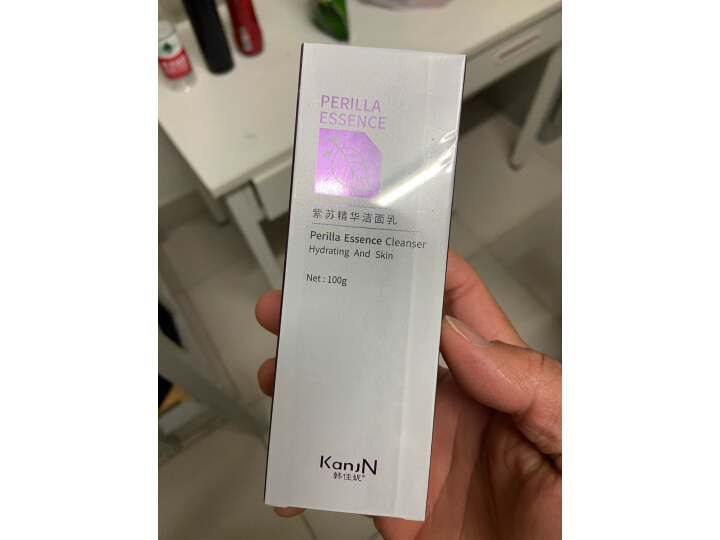 PERILLA
ESSENCE
紫苏精华洁面乳
Perilla Essence Cleanser
Hydrating And Skin
Net : 100g
KanJN
韩佳妮®